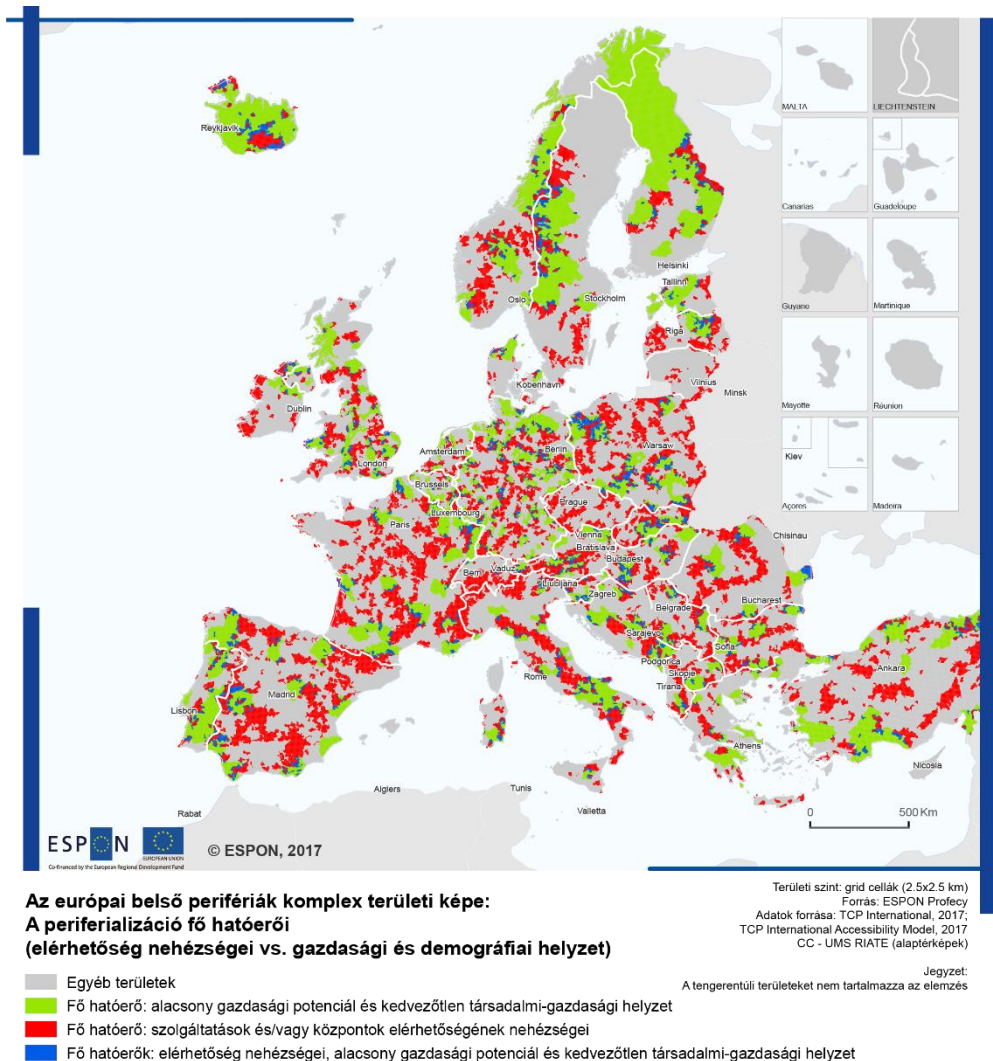 MALTA
LIECHTENSTEIN
Reykjavik
Canarias
Guadeloupe
Helsinki
Tallinn
Oslo
Stockholm
Guyane
Martinique
Riga
København
Vilnius
Minsk
Mayotte
Réunion
Dublin
Amsterdam
Berlin
Warsaw
London
Brussels
Kiev
Prague
Luxembourg
Paris
Açores
Madeira
Vienna
Bratislava
Chisinau
Budapest
Bern
Vaduz
Ljubljana
Zagreb
Bucharest
Belgrade
Sarajevo
Sofia
Podgorica
Ankara
Skopje
Rome
Tirana
Madrid
Lisbon
Athens
Nicosia
Algiers
Tunis
Rabat
Valletta
0 500 Km
ESPON
EUROPEAN UNION
Co-financed by the European Regional Development Fund
© ESPON, 2017
Az európai belső perifériák komplex területi képe:
A periferializáció fő hatóerői
(elérhetőség nehézségei vs. gazdasági és demográfiai helyzet)
Területi szint: grid cellák (2.5x2.5 km)
Forrás: ESPON Profecy
Adatok forrása: TCP International, 2017;
TCP International Accessibility Model, 2017
CC - UMS RIATE (alaptérképek)
Jegyzet:
A tengerentúli területeket nem tartalmazza az elemzés
Egyéb területek
Fő hatóerő: alacsony gazdasági potenciál és kedvezőtlen társadalmi-gazdasági helyzet
Fő hatóerő: szolgáltatások és/vagy központok elérhetőségének nehézségei
Fő hatóerők: elérhetőség nehézségei, alacsony gazdasági potenciál és kedvezőtlen társadalmi-gazdasági helyzet